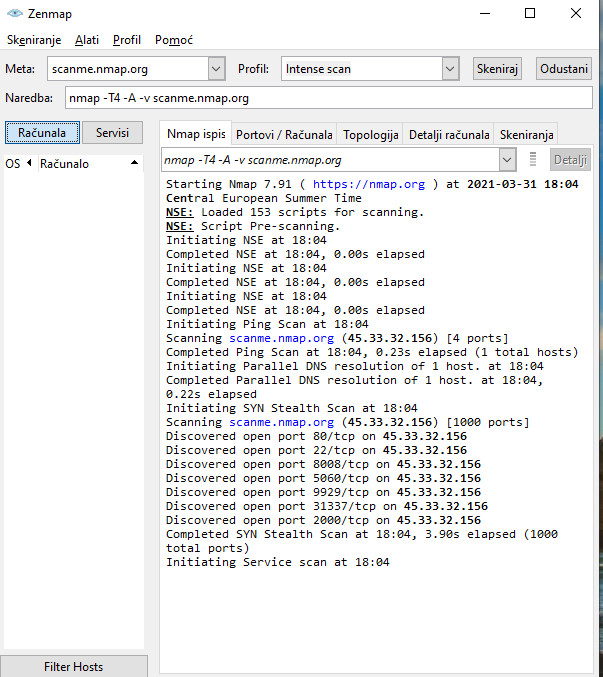 Zenmap
Skeniranje Alati Profil Pomoć
Meta: scanme.nmap.org Profil: Intense scan Skeniraj Odustani
Naredba: nmap -T4 -A -v scanme.nmap.org
Računala Servisi
OS Računalo
Filter Hosts
Nmap ispis Portovi / Računala Topologija Detalji računala Skeniranja
nmap -T4 -A -v scanme.nmap.org Detalji
Starting Nmap 7.91 ( https://nmap.org ) at 2021-03-31 18:04
Central European Summer Time
NSE: Loaded 153 scripts for scanning.
NSE: Script Pre-scanning.
Initiating NSE at 18:04
Completed NSE at 18:04, 0.00s elapsed
Initiating NSE at 18:04
Completed NSE at 18:04, 0.00s elapsed
Initiating NSE at 18:04
Completed NSE at 18:04, 0.00s elapsed
Initiating Ping Scan at 18:04
Scanning scanme.nmap.org (45.33.32.156) [4 ports]
Completed Ping Scan at 18:04, 0.23s elapsed (1 total hosts)
Initiating Parallel DNS resolution of 1 host. at 18:04
Completed Parallel DNS resolution of 1 host. at 18:04,
0.22s elapsed
Initiating SYN Stealth Scan at 18:04
Scanning scanme.nmap.org (45.33.32.156) [1000 ports]
Discovered open port 80/tcp on 45.33.32.156
Discovered open port 22/tcp on 45.33.32.156
Discovered open port 8008/tcp on 45.33.32.156
Discovered open port 5060/tcp on 45.33.32.156
Discovered open port 9929/tcp on 45.33.32.156
Discovered open port 31337/tcp on 45.33.32.156
Discovered open port 2000/tcp on 45.33.32.156
Completed SYN Stealth Scan at 18:04, 3.90s elapsed (1000
total ports)
Initiating Service scan at 18:04